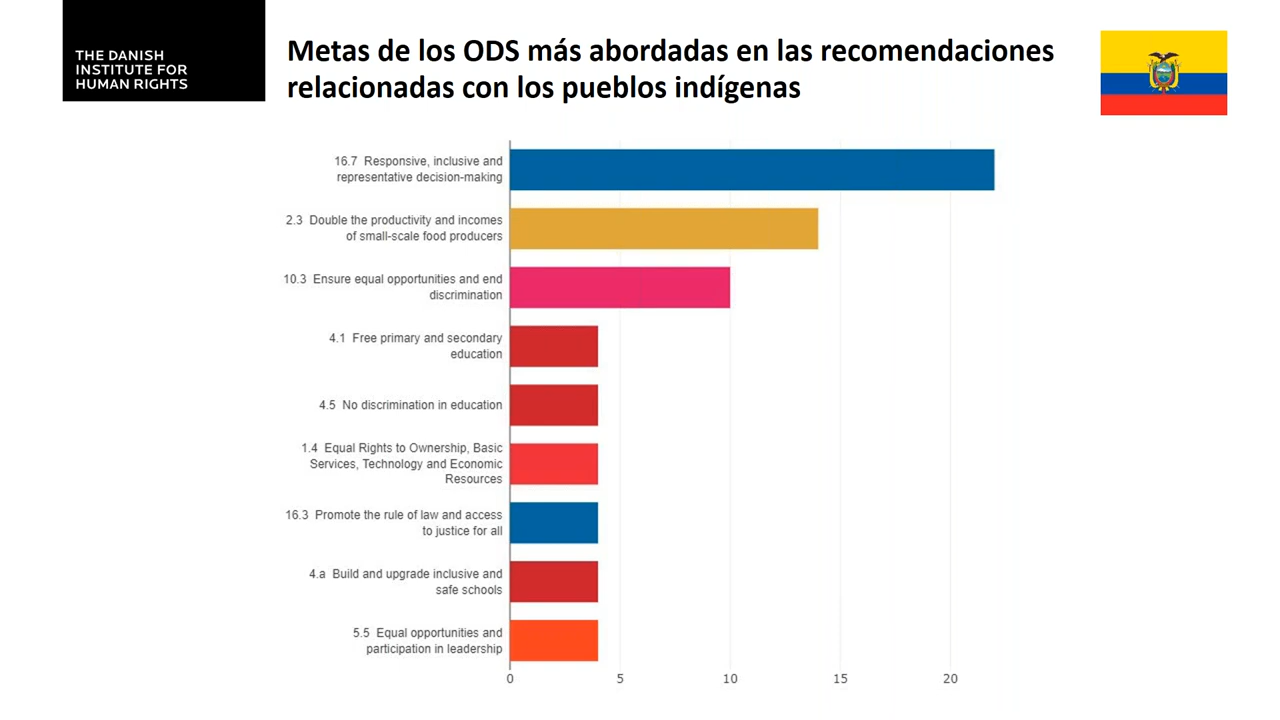 THE DANISH
INSTITUTE FOR
HUMAN RIGHTS
Metas de los ODS más abordadas en las recomendaciones
relacionadas con los pueblos indígenas
16.7 Responsive, inclusive and
representative decision-making
2.3 Double the productivity and incomes
of small-scale food producers
10.3 Ensure equal opportunities and end
discrimination
4.1 Free primary and secondary
education
4.5 No discrimination in education
1.4 Equal Rights to Ownership, Basic
Services, Technology and Economic
Resources
16.3 Promote the rule of law and access
to justice for all
4.a Build and upgrade inclusive and
safe schools
5.5 Equal opportunities and
participation in leadership
0 5 10 15 20